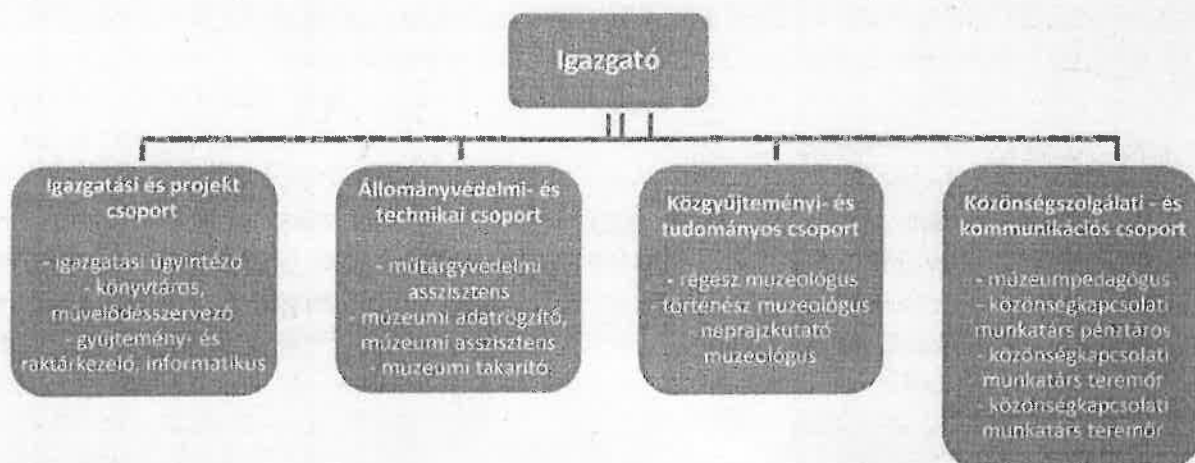 Igazgató
Igazgatási és projekt
csoport
- igazgatási ügyintéző
- könyvtáros,
művelődésszervező
- gyűjtemény- és
raktárkezelő, informatikus
Állományvédelmi- és
technikai csoport
- műtárgyvédelmi
asszisztens
- múzeumi adatrögzítő,
múzeumi asszisztens
- múzeumi takarító
Közgyűjteményi- és
tudományos csoport
- régész muzeológus
- történész muzeológus
- néprajzkutató
muzeológus
Közönségszolgálati - és
kommunikációs csoport
- múzeumpedagógus
- közönségkapcsolati
munkatárs pénztáros
- közönségkapcsolati
munkatárs teremőr
- közönségkapcsolati
munkatárs teremőr